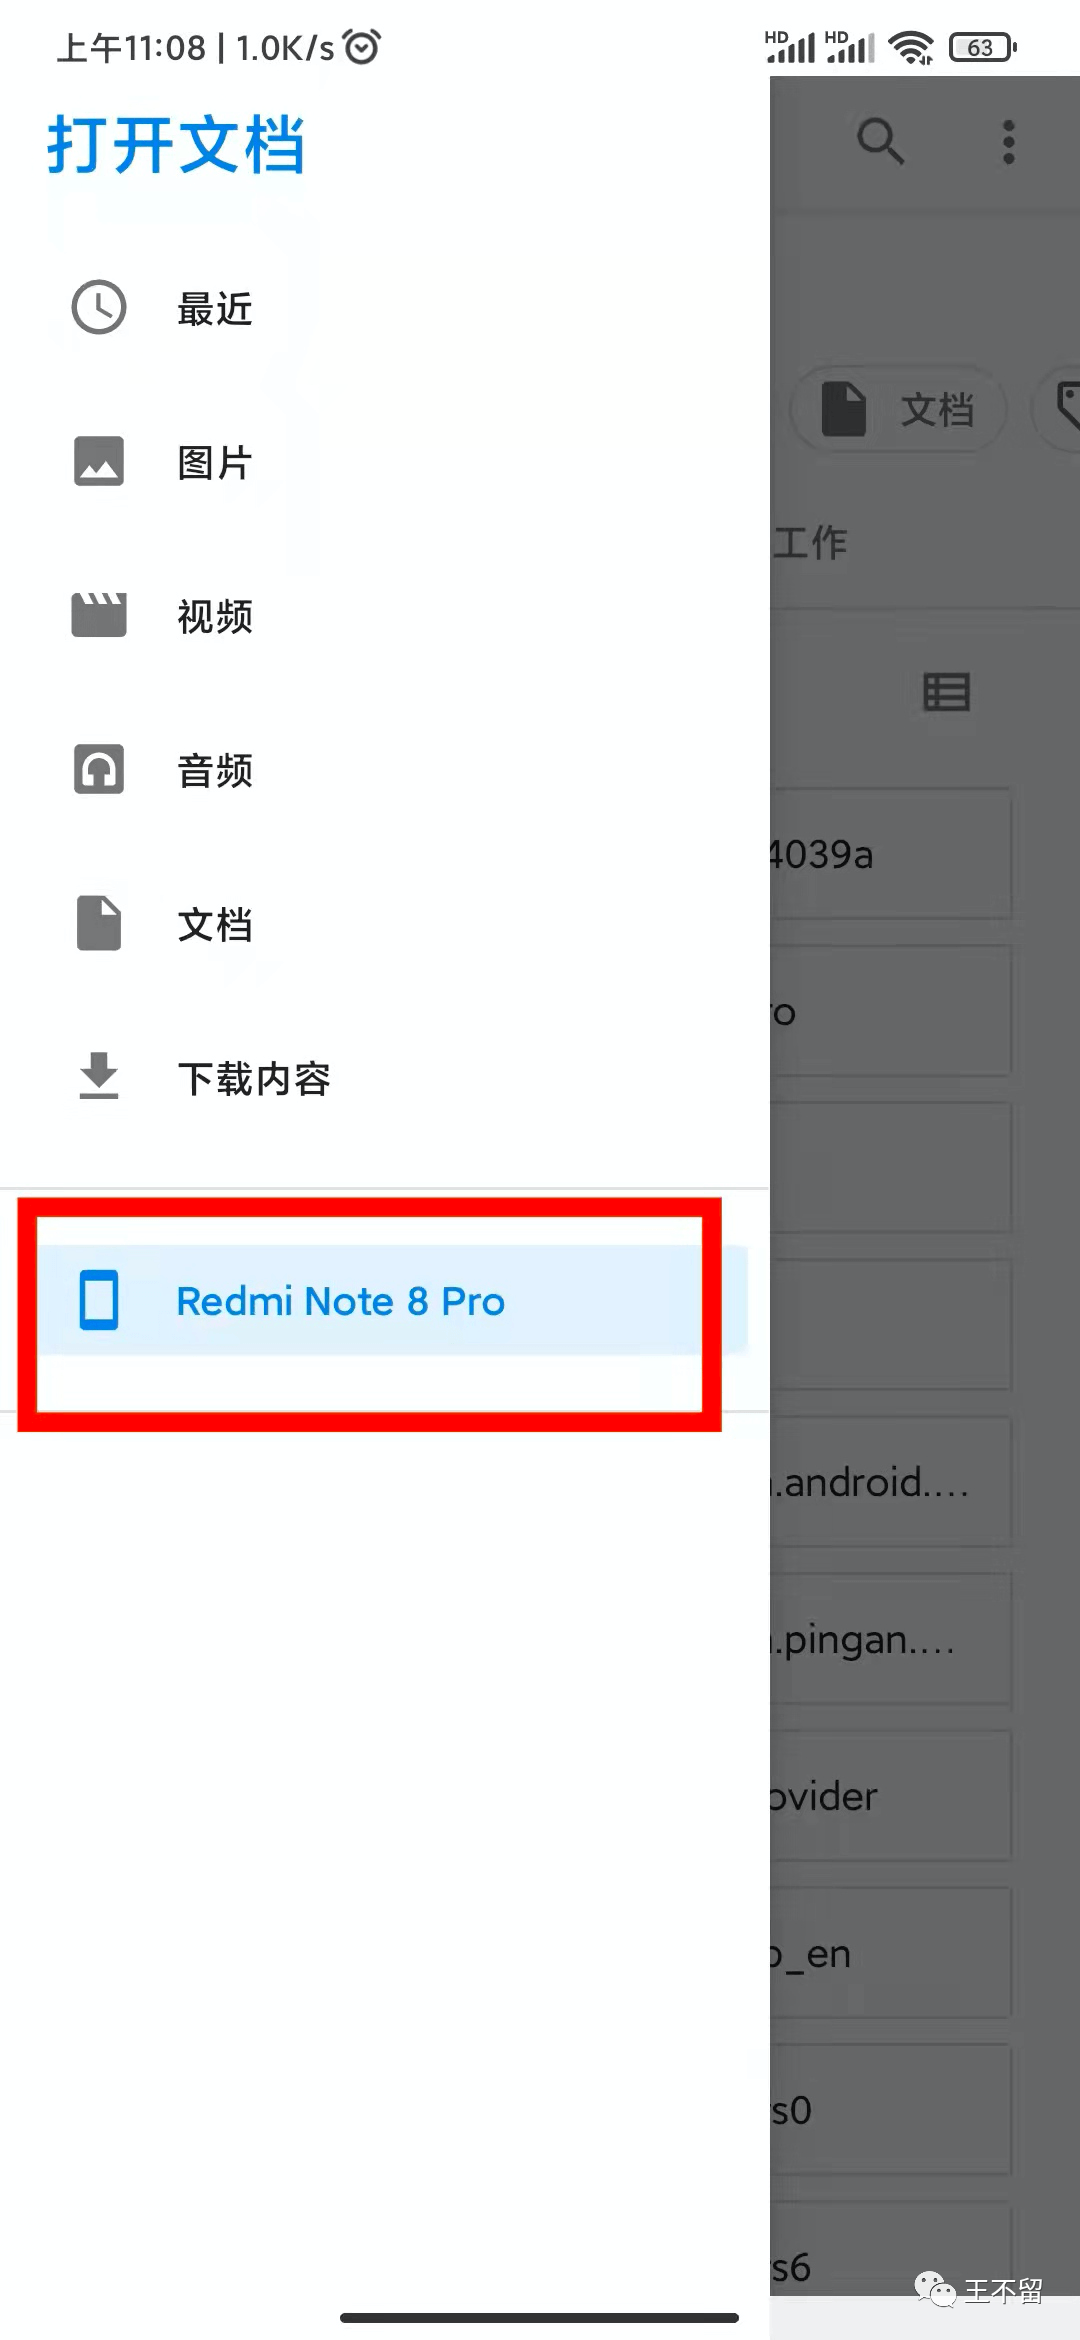 上午11:08 | 1.0K/s
HD HD 63
打开文档
最近
图片
文档
工作
视频
音频
4039a
文档
ro
下载内容
Redmi Note 8 Pro
.android....
.pingan....
ovider
_en
s0
s6
王不留